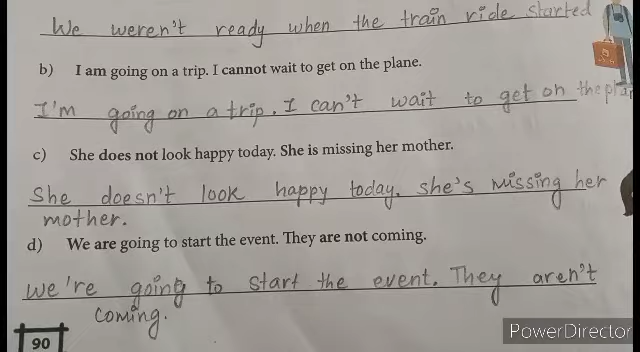 We weren't ready when the train ride started
b) I am going on a trip. I cannot wait to get on the plane.
I'm going on a trip. I can't wait to get on the plan
c) She does not look happy today. She is missing her mother.
She doesn't look happy today. she's missing her
mother.
d) We are going to start the event. They are not coming.
we're going to start the event. They aren't
coming.
90
PowerDirector